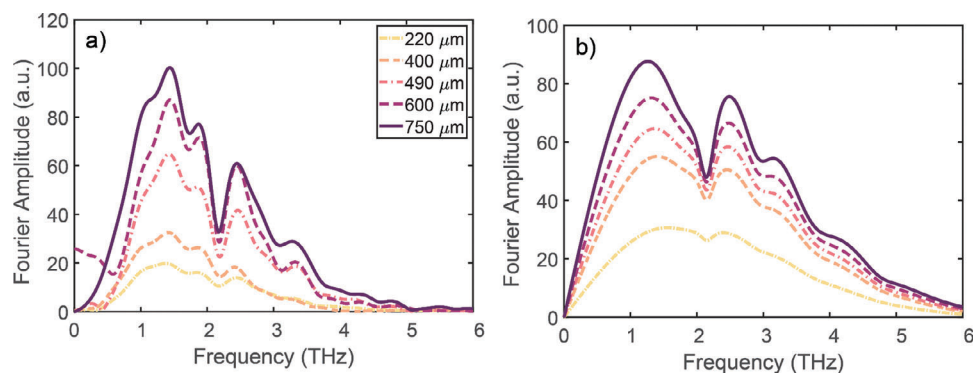 a)
120
100
80
60
40
20
0
Fourier Amplitude (a.u.)
220 μm
400 μm
490 μm
600 μm
750 μm
0 1 2 3 4 5 6
Frequency (THz)
b)
100
80
60
40
20
0
Fourier Amplitude (a.u.)
0 1 2 3 4 5 6
Frequency (THz)